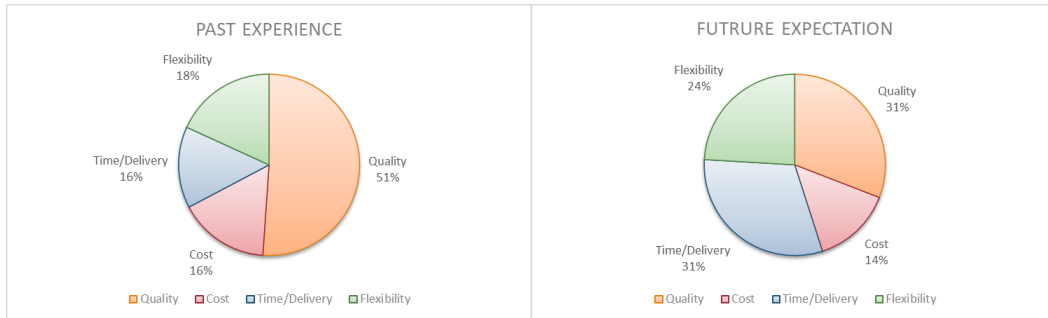 PAST EXPERIENCE
Flexibility
18%
Time/Delivery
16%
Quality
51%
Cost
16%
Quality Cost Time/Delivery Flexibility
FUTRURE EXPECTATION
Flexibility
24%
Quality
31%
Time/Delivery
31%
Cost
14%
Quality Cost Time/Delivery Flexibility